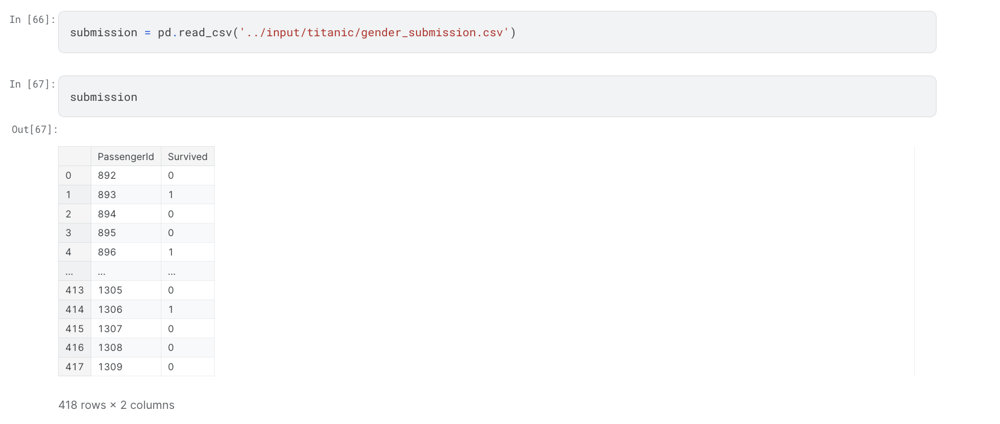 In [66]:
submission = pd.read_csv('../input/titanic/gender_submission.csv')
In [67]:
submission
Out[67]:
PassengerId Survived
0 892 0
1 893 1
2 894 0
3 895 0
4 896 1
... ... ...
413 1305 0
414 1306 1
415 1307 0
416 1308 0
417 1309 0
418 rows × 2 columns